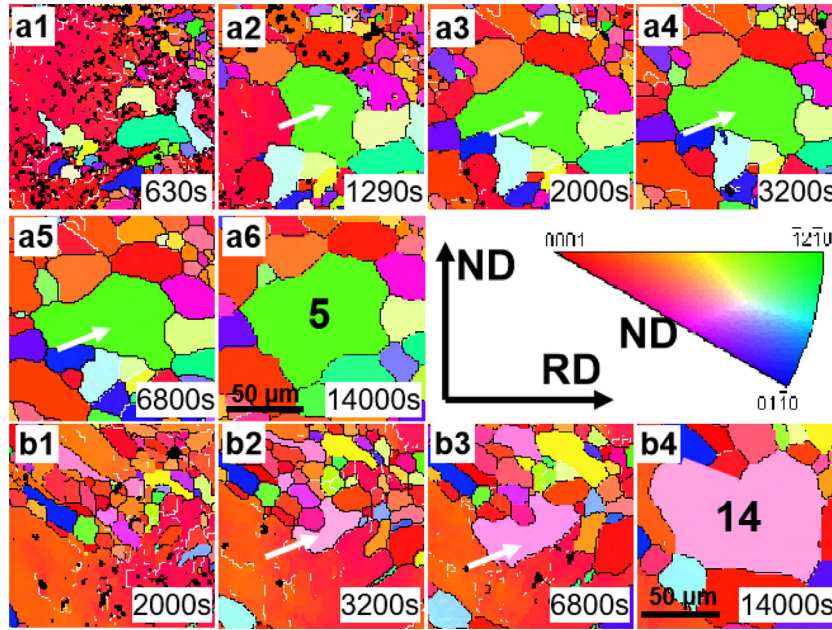 a1
a2
a3
a4
630s
1290s
2000s
3200s
a5
a6
5
6800s
50 µm
14000s
ND
RD
0001
1̄21̄0
ND
011̄0
b1
b2
b3
b4
14
2000s
3200s
6800s
50 µm
14000s